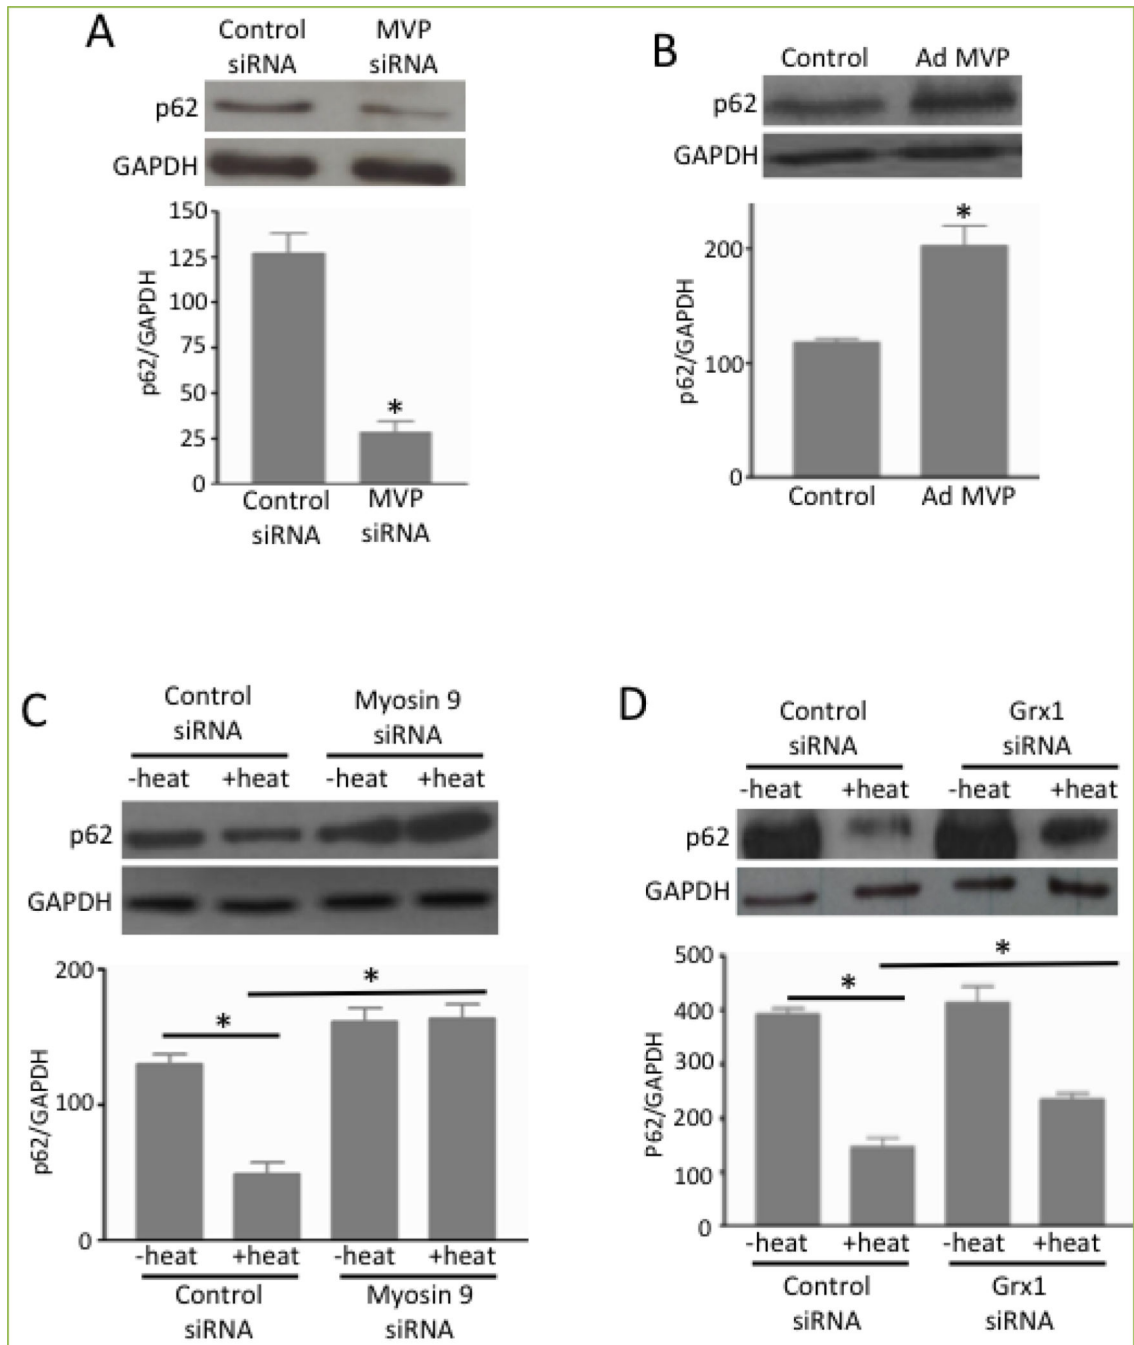 A
Control MVP
siRNA siRNA
p62
GAPDH
150
125
100
75
50
25
0
p62/GAPDH
*
Control MVP
siRNA siRNA
B
Control Ad MVP
p62
GAPDH
200
100
0
p62/GAPDH
*
Control Ad MVP
C
Control Myosin 9
siRNA siRNA
-heat +heat -heat +heat
p62
GAPDH
200
100
0
p62/GAPDH
*
*
-heat +heat -heat +heat
Control Myosin 9
siRNA siRNA
D
Control Grx1
siRNA siRNA
-heat +heat -heat +heat
p62
GAPDH
500
400
300
200
100
0
P62/GAPDH
*
*
-heat +heat -heat +heat
Control Grx1
siRNA siRNA